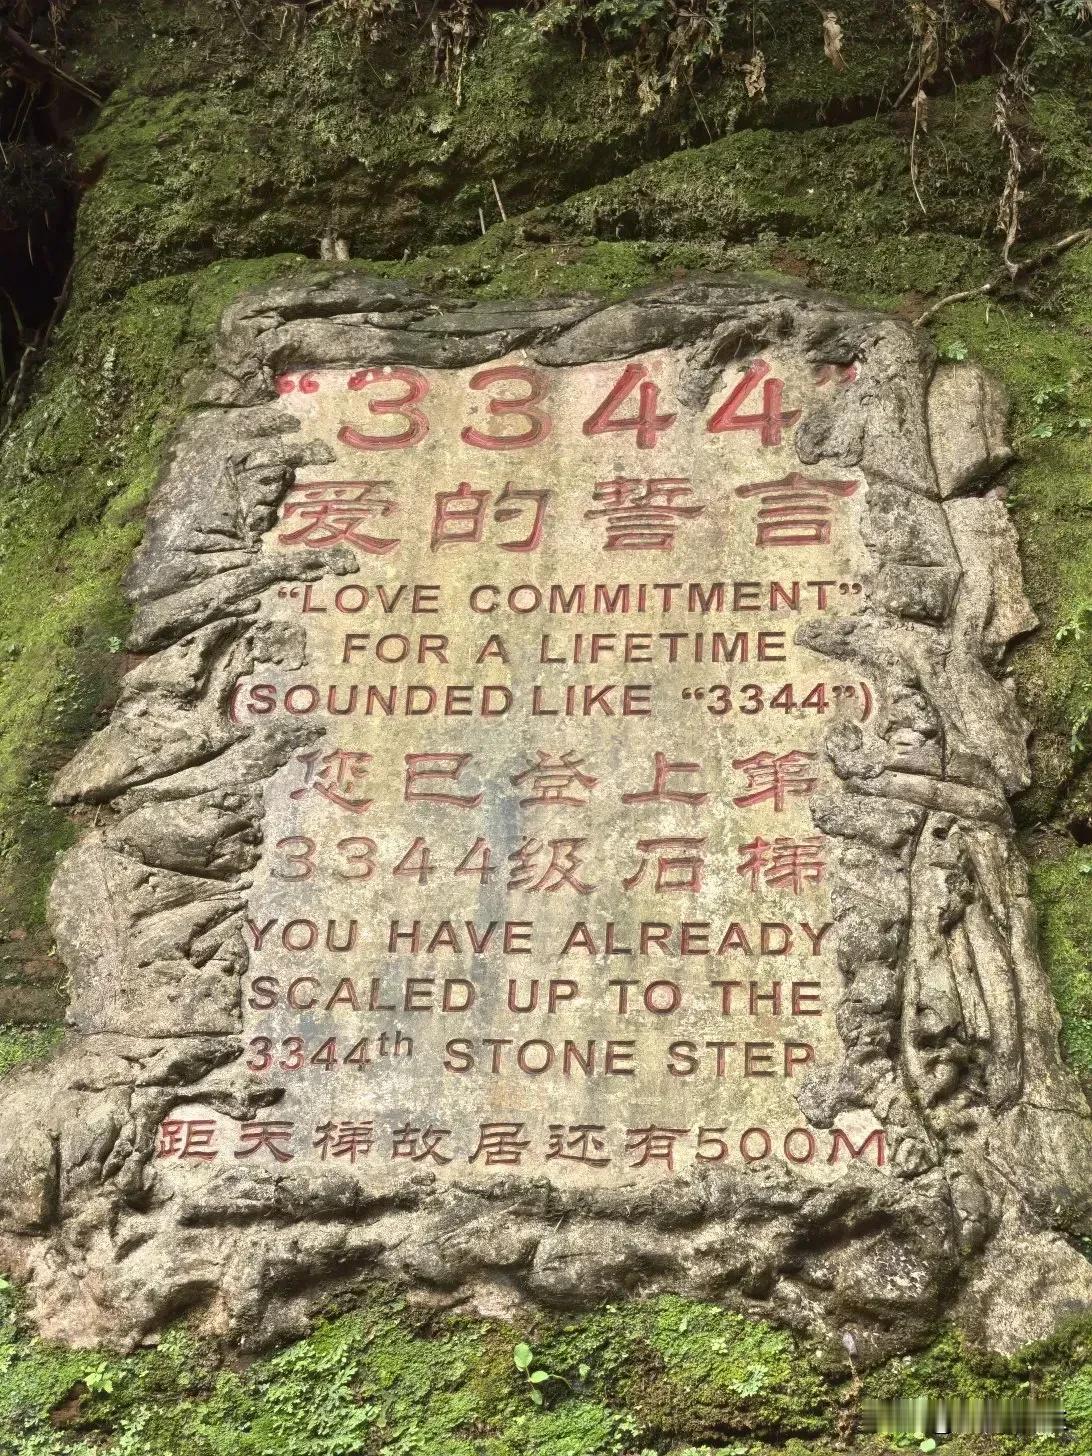 “3344”
爱的誓言
“LOVE COMMITMENT”
FOR A LIFETIME
(SOUNDED LIKE “3344”)
您已登上第
3344级石梯
YOU HAVE ALREADY
SCALED UP TO THE
3344th STONE STEP
距天梯故居还有500M